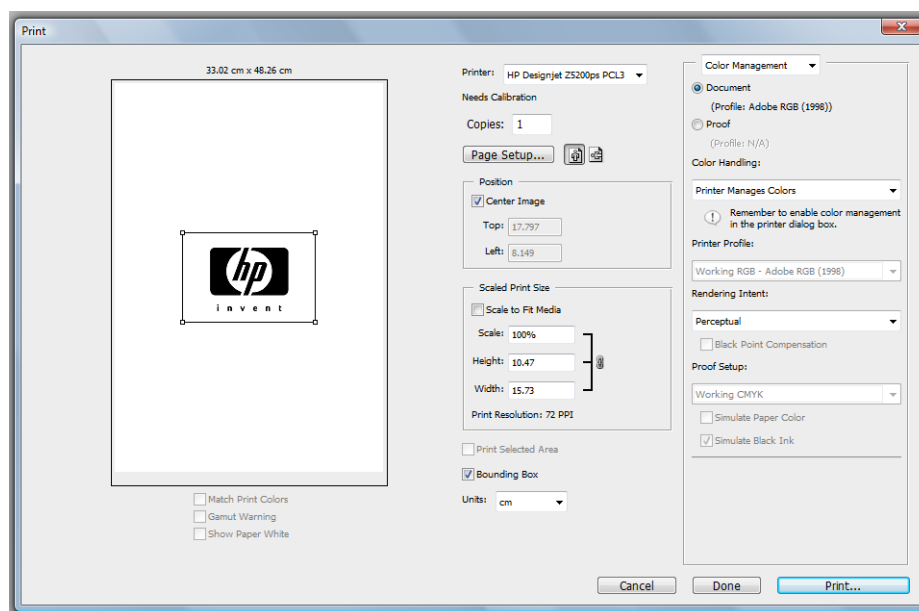 Print
33.02 cm x 48.26 cm
hp
invent
Match Print Colors
Gamut Warning
Show Paper White
Printer: HP Designjet Z5200ps PCL3
Needs Calibration
Copies: 1
Page Setup...
Position
Center Image
Top: 17.797
Left: 8.149
Scaled Print Size
Scale to Fit Media
Scale: 100%
Height: 10.47
Width: 15.73
Print Resolution: 72 PPI
Print Selected Area
Bounding Box
Units: cm
Color Management
Document
(Profile: Adobe RGB (1998))
Proof
(Profile: N/A)
Color Handling:
Printer Manages Colors
Remember to enable color management
in the printer dialog box.
Printer Profile:
Working RGB - Adobe RGB (1998)
Rendering Intent:
Perceptual
Black Point Compensation
Proof Setup:
Working CMYK
Simulate Paper Color
Simulate Black Ink
Cancel
Done
Print...